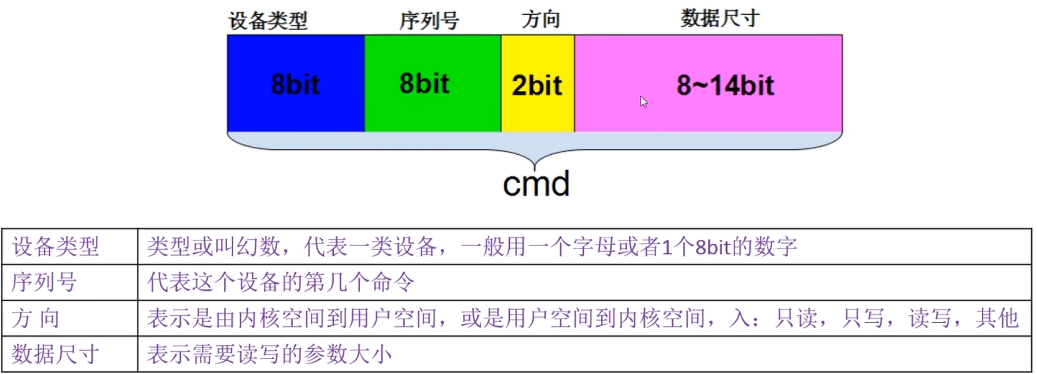 设备类型 序列号 方向 数据尺寸
8bit 8bit 2bit 8~14bit
cmd
设备类型 类型或叫幻数，代表一类设备，一般用一个字母或者1个8bit的数字
序列号 代表这个设备的第几个命令
方 向 表示是由内核空间到用户空间，或是用户空间到内核空间，入：只读，只写，读写，其他
数据尺寸 表示需要读写的参数大小